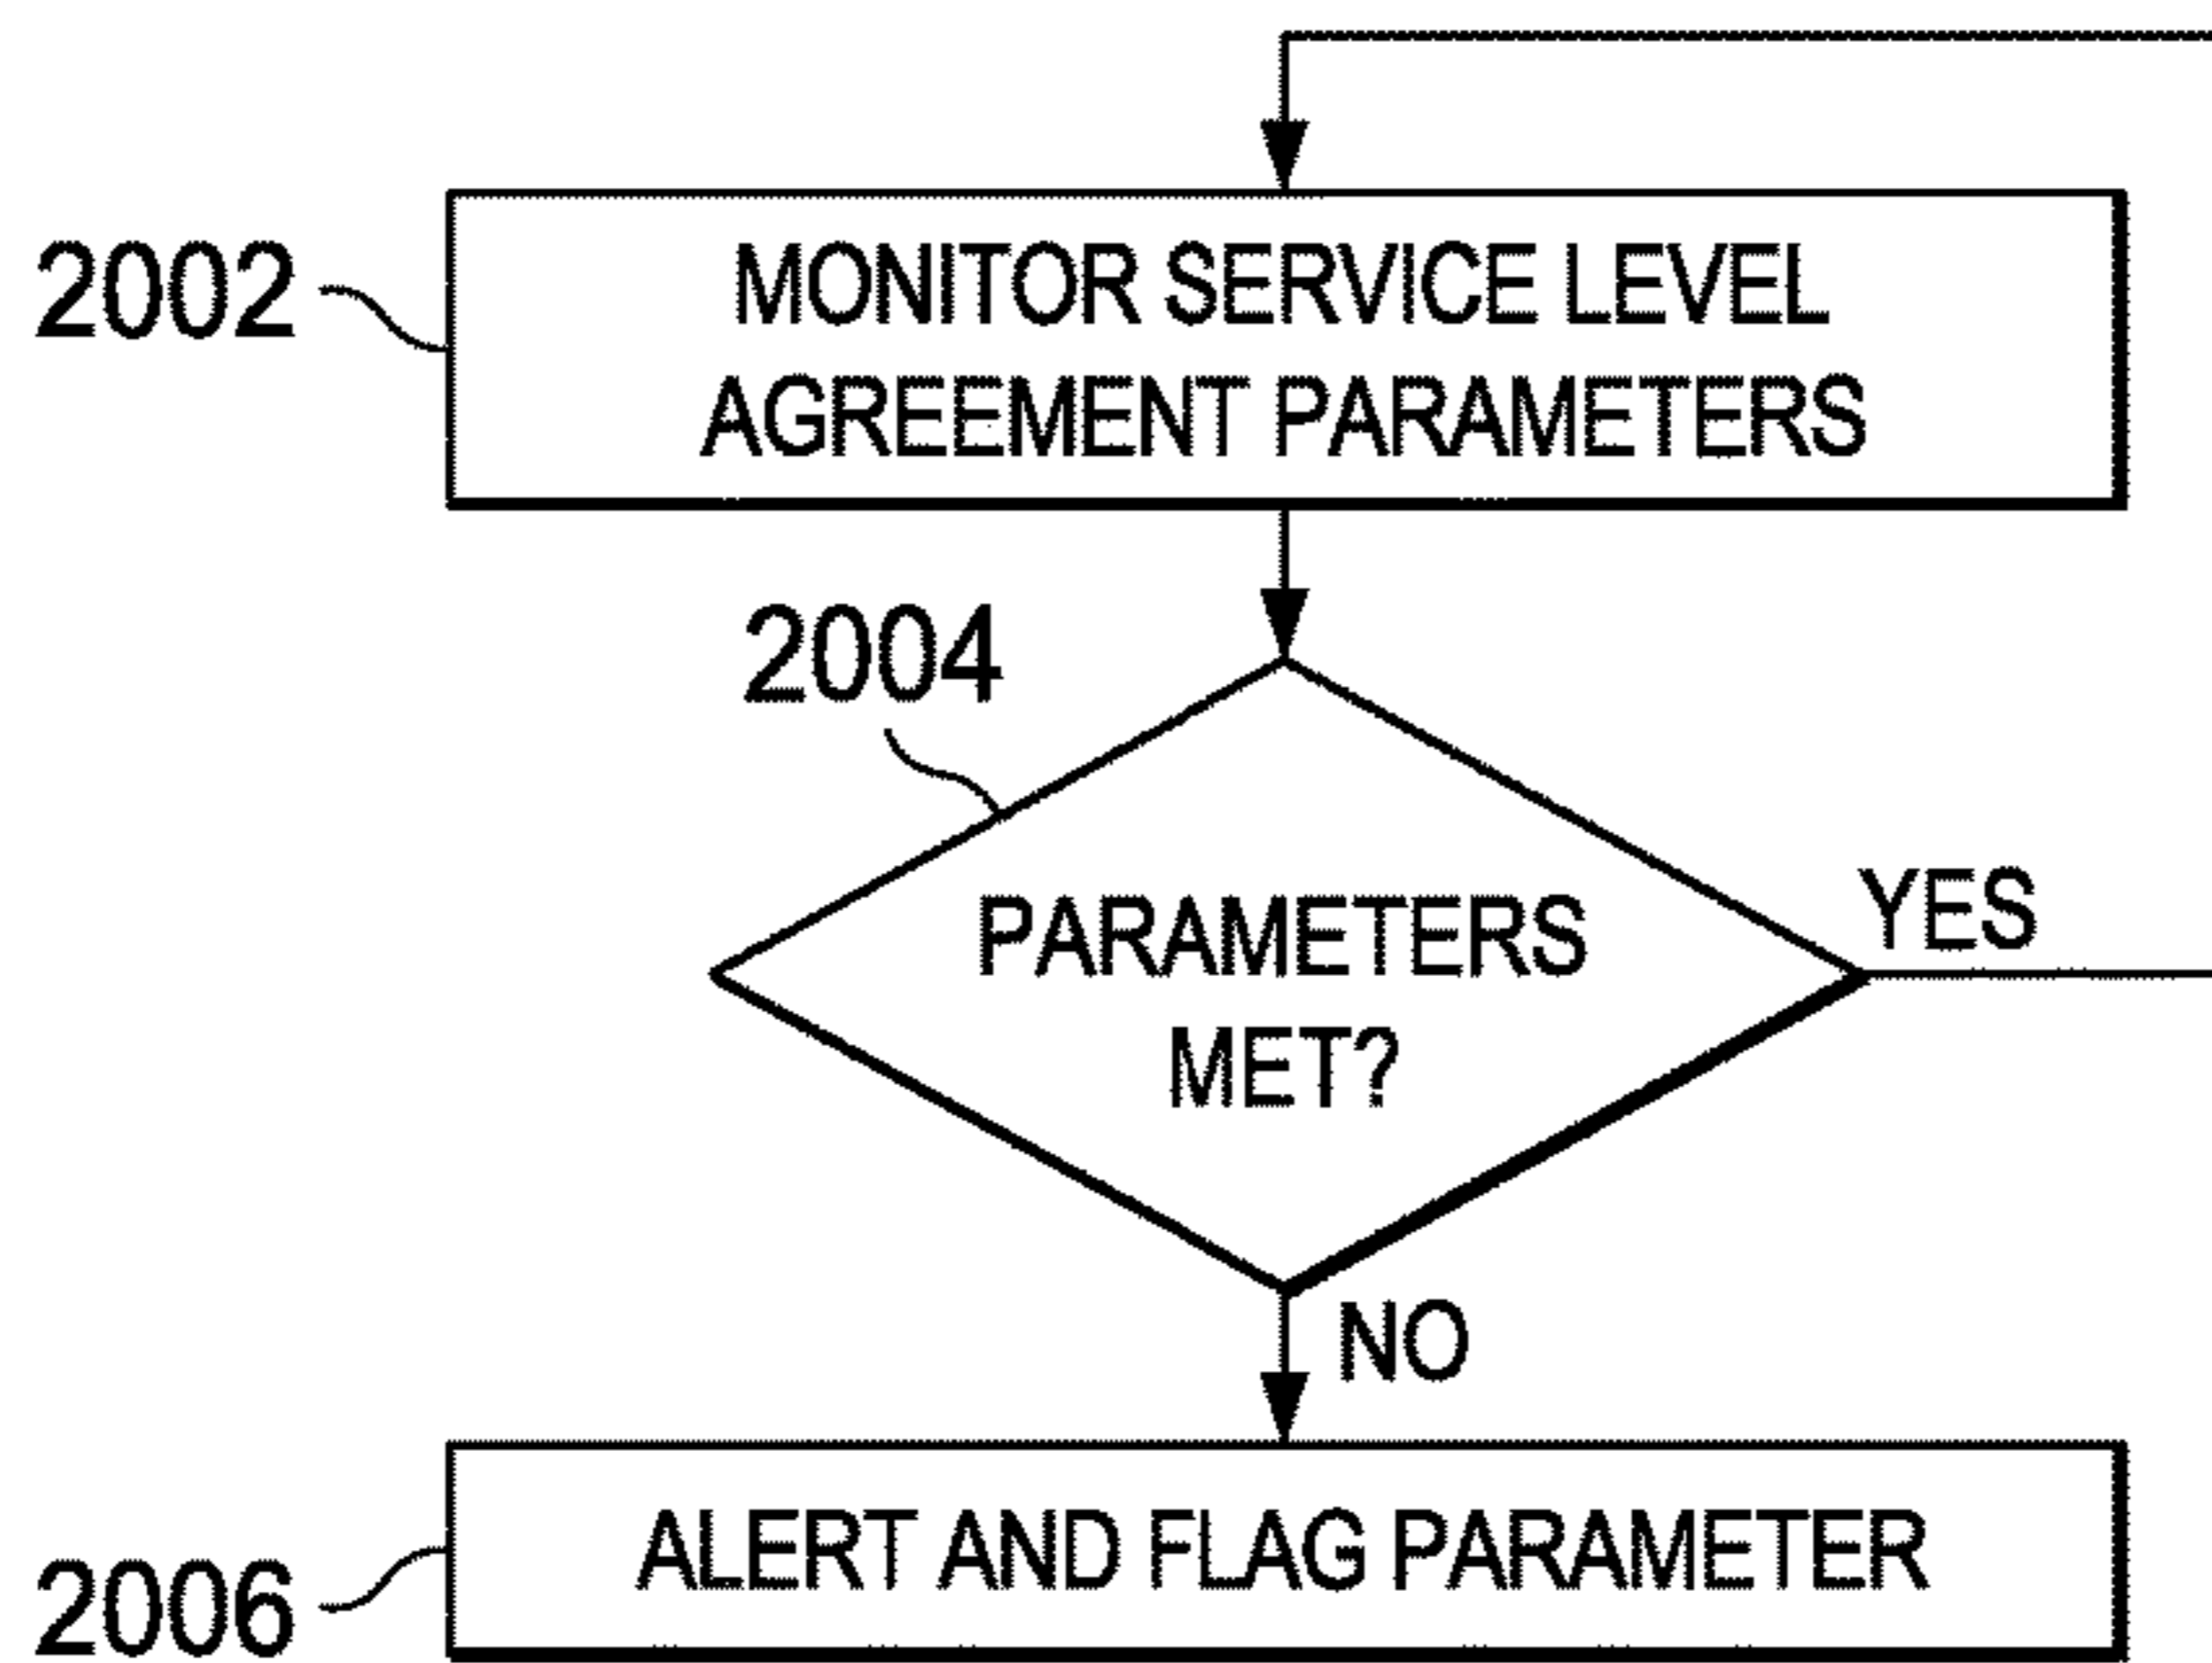 2002
MONITOR SERVICE LEVEL
AGREEMENT PARAMETERS
2004
PARAMETERS
MET?
YES
NO
2006
ALERT AND FLAG PARAMETER